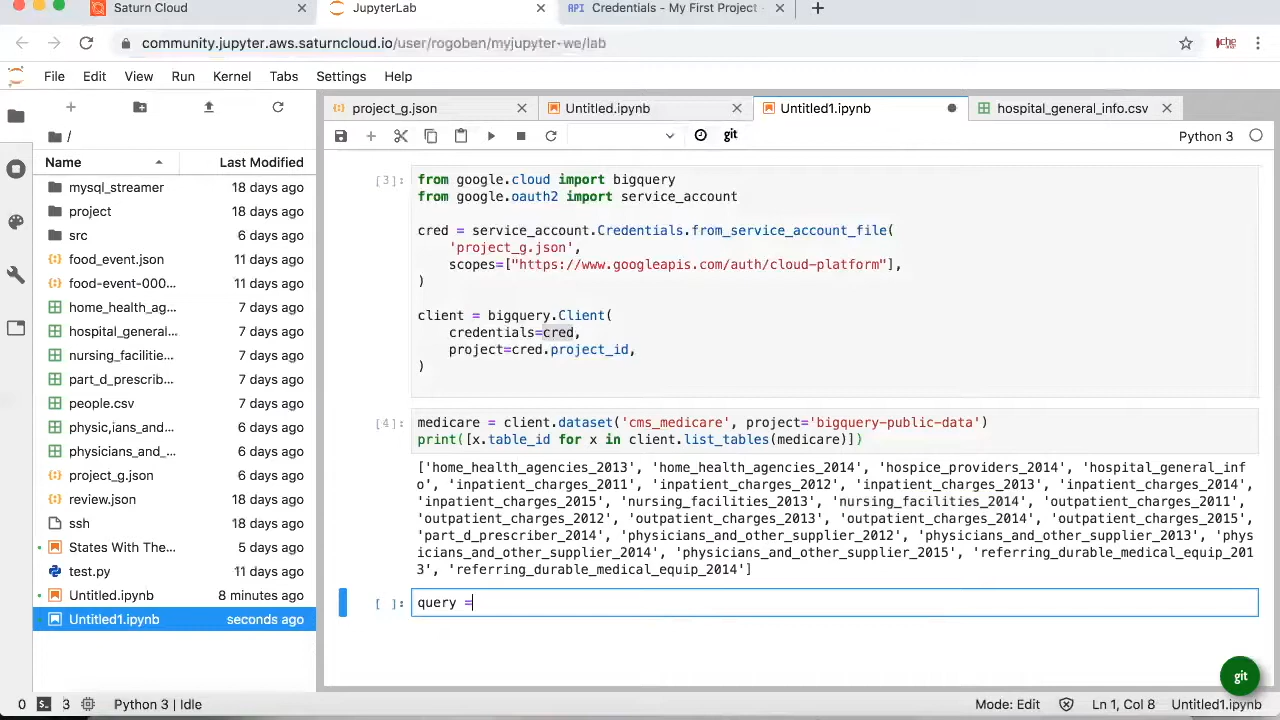 Saturn Cloud
JupyterLab
API Credentials - My First Project -
community.jupyter.aws.saturncloud.io/user/rogoben/myjupyter-we/lab
File Edit View Run Kernel Tabs Settings Help
project_g.json
Untitled.ipynb
Untitled1.ipynb
hospital_general_info.csv
git
Python 3
/
Name Last Modified
mysql_streamer 18 days ago
project 18 days ago
src 6 days ago
food_event.json 11 days ago
food-event-000... 11 days ago
home_health_ag... 7 days ago
hospital_general... 7 days ago
nursing_facilitie... 7 days ago
part_d_prescrib... 7 days ago
people.csv 7 days ago
physic,ians_and... 6 days ago
physicians_and_... 6 days ago
project_g.json 6 days ago
review.json 18 days ago
ssh 18 days ago
States With The... 5 days ago
test.py 11 days ago
Untitled.ipynb 8 minutes ago
Untitled1.ipynb seconds ago
[3]: from google.cloud import bigquery
from google.oauth2 import service_account
cred = service_account.Credentials.from_service_account_file(
'project_g.json',
scopes=["https://www.googleapis.com/auth/cloud-platform"],
)
client = bigquery.Client(
credentials=cred,
project=cred.project_id,
)
[4]: medicare = client.dataset('cms_medicare', project='bigquery-public-data')
print([x.table_id for x in client.list_tables(medicare)])
['home_health_agencies_2013', 'home_health_agencies_2014', 'hospice_providers_2014', 'hospital_general_inf
o', 'inpatient_charges_2011', 'inpatient_charges_2012', 'inpatient_charges_2013', 'inpatient_charges_2014',
'inpatient_charges_2015', 'nursing_facilities_2013', 'nursing_facilities_2014', 'outpatient_charges_2011',
'outpatient_charges_2012', 'outpatient_charges_2013', 'outpatient_charges_2014', 'outpatient_charges_2015',
'part_d_prescriber_2014', 'physicians_and_other_supplier_2012', 'physicians_and_other_supplier_2013', 'phys
icians_and_other_supplier_2014', 'physicians_and_other_supplier_2015', 'referring_durable_medical_equip_201
3', 'referring_durable_medical_equip_2014']
[ ]: query =
git
0 3 Python 3 | Idle Mode: Edit Ln 1, Col 8 Untitled1.ipynb